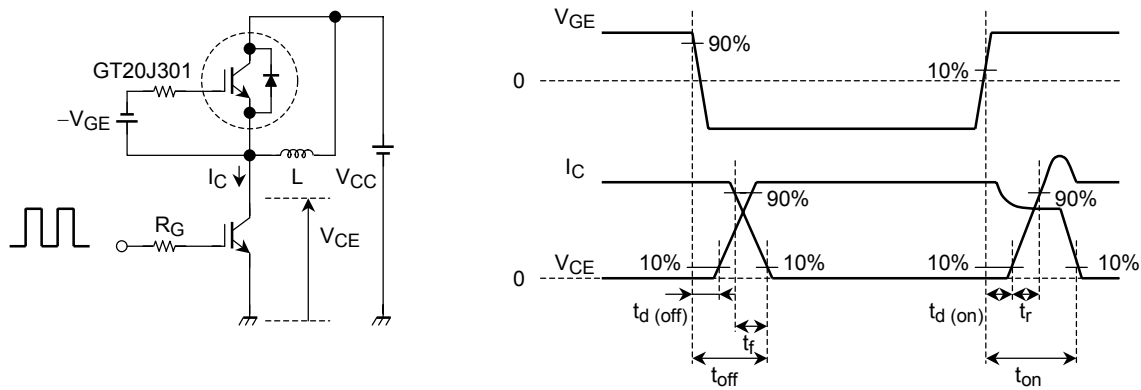 GT20J301
−VGE
IC
L
VCC
RG
VCE
VGE
90%
10%
0
IC
90%
VCE
10%
10%
10%
10%
0
td (off)
td (on)
tr
tf
toff
ton